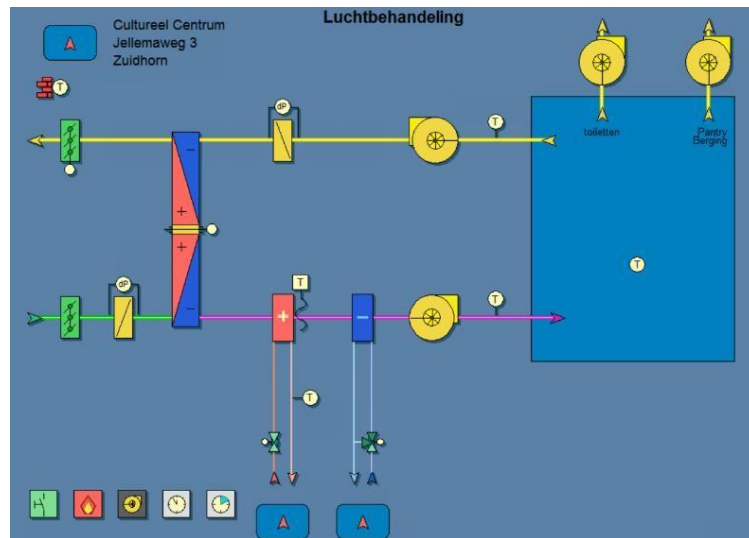 Luchtbehandeling
Cultureel Centrum
Jellemaweg 3
Zuidhorn
T
dP
T
toiletten
Pantry
Berging
T
dP
T
T
+
-
+
+
-
-
T